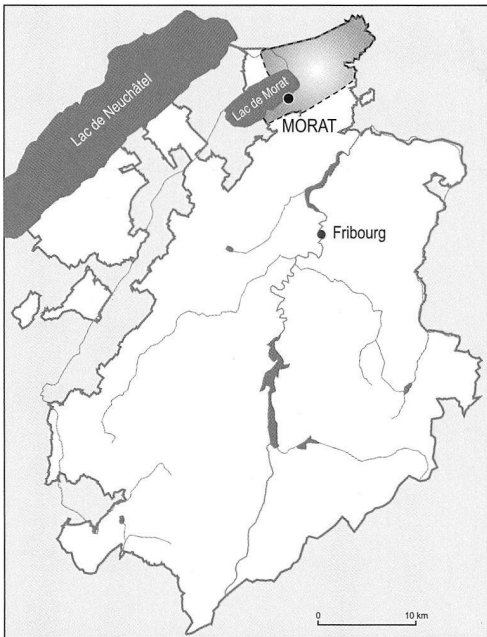 Lac de Neuchâtel
Lac de Morat
MORAT
Fribourg
0 10 km